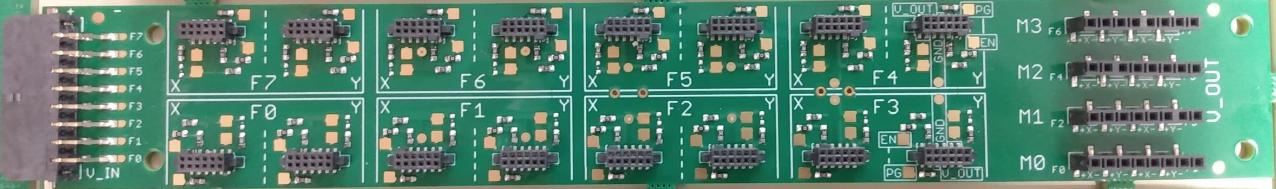 + -
F7
F6
F5
F4
F3
F2
F1
F0
V_IN
X F7 Y
X F6 Y
X F5 Y
X F4 Y
V_OUT PG
EN
GND
X F0 Y
X F1 Y
X F2 Y
X F3 Y
GND
EN
PG V_OUT
M3 F6
+X- +Y-
M2 F4
+X- +Y-
M1 F2
+X- +Y-
M0 F0
+X- +Y-
V_OUT